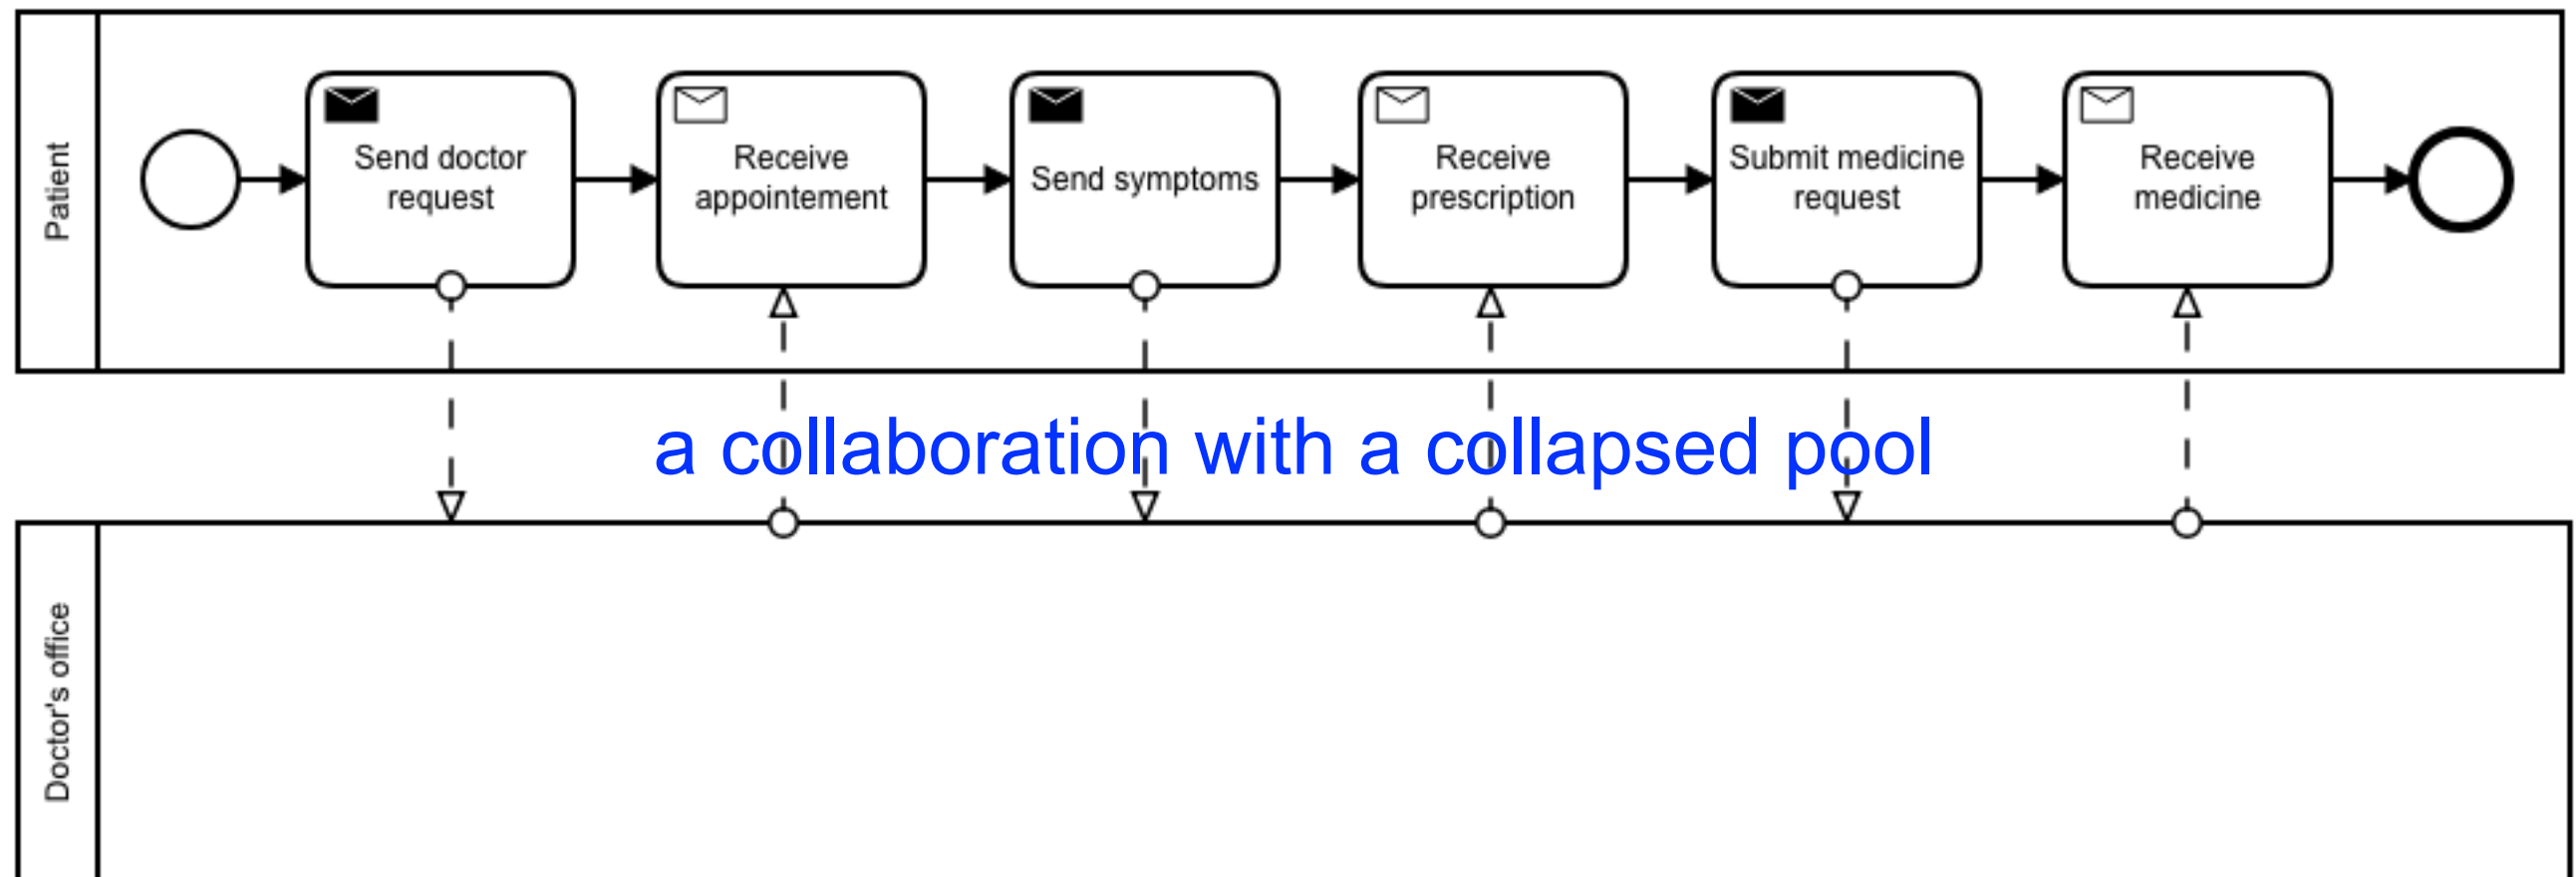 Patient
Send doctor
request
Receive
appointement
Send symptoms
Receive
prescription
Submit medicine
request
Receive
medicine
a collaboration with a collapsed pool
Doctor's office